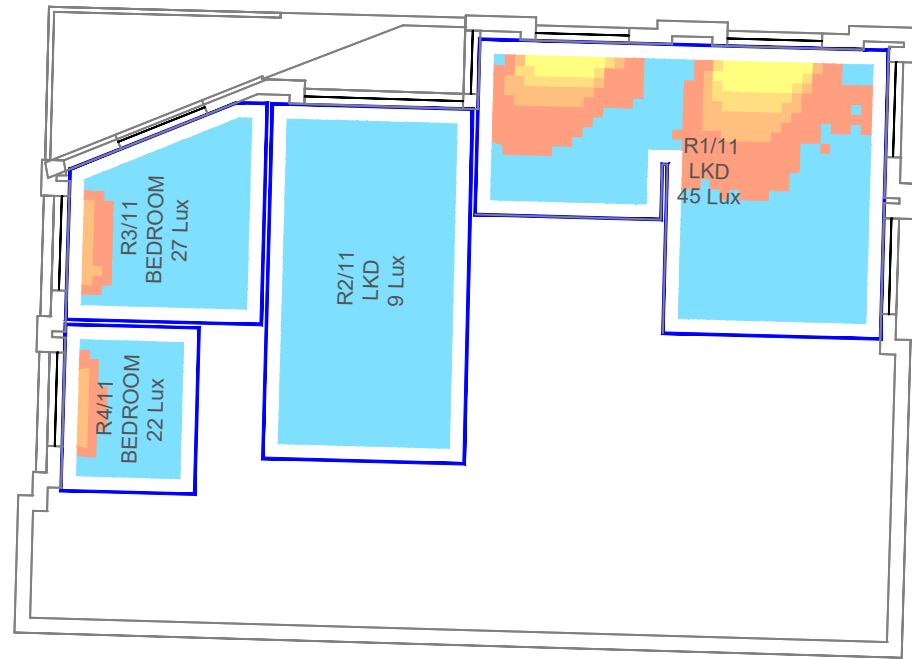 R1/11
LKD
45 Lux
R3/11
BEDROOM
27 Lux
R2/11
LKD
9 Lux
R4/11
BEDROOM
22 Lux